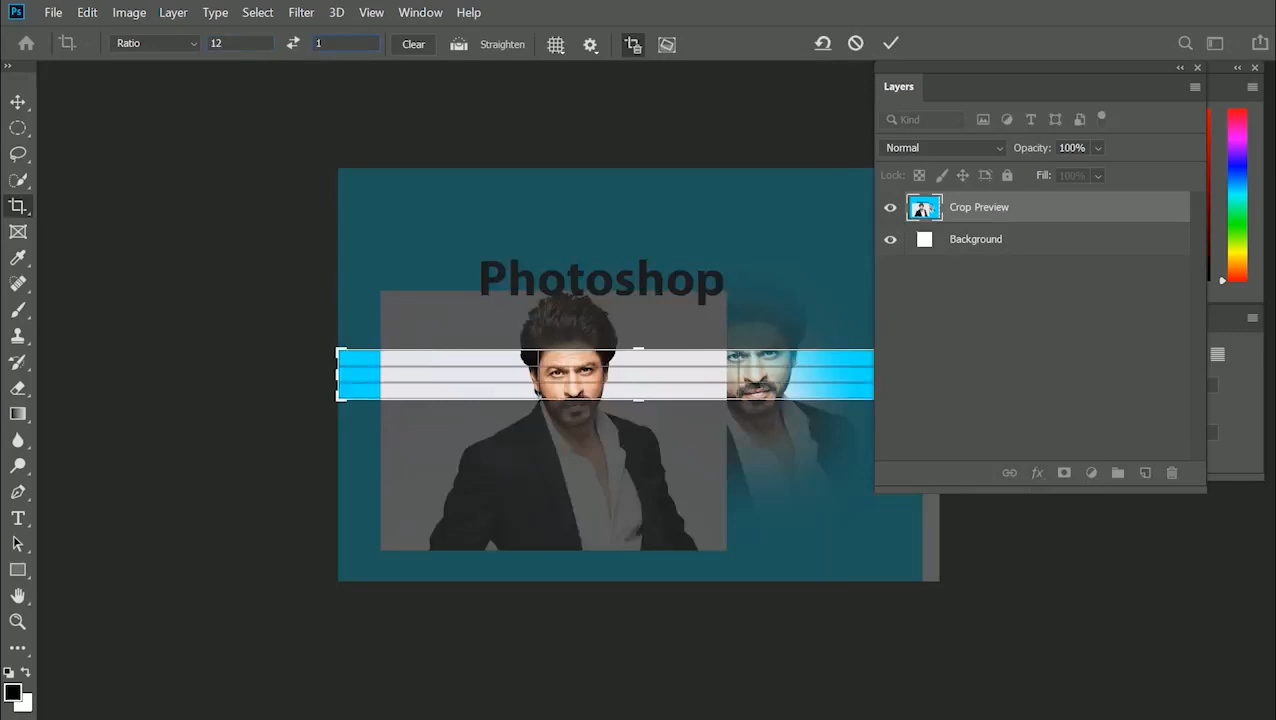 Ps File Edit Image Layer Type Select Filter 3D View Window Help
Ratio 12 1 Clear Straighten
Layers
Kind
Normal Opacity: 100%
Lock: Fill: 100%
Crop Preview
Background
Photoshop
fx